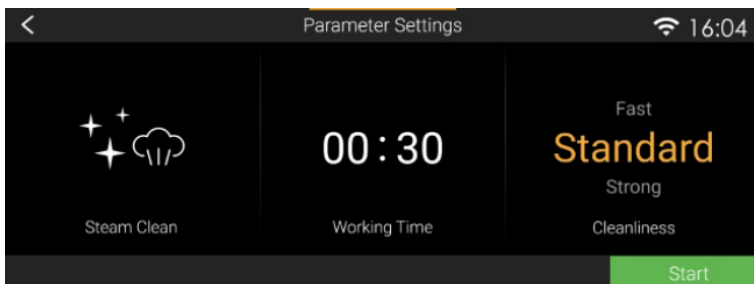 Parameter Settings
16:04
Fast
00:30
Standard
Strong
Steam Clean
Working Time
Cleanliness
Start